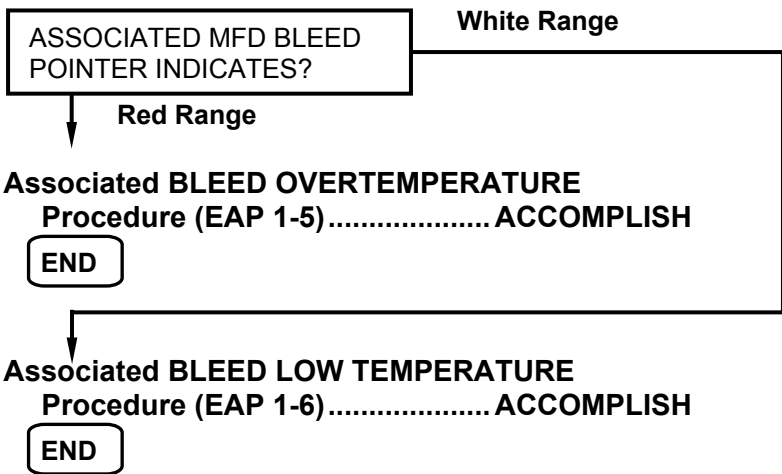 White Range
ASSOCIATED MFD BLEED
POINTER INDICATES?
Red Range
Associated BLEED OVERTEMPERATURE
Procedure (EAP 1-5).................... ACCOMPLISH
END
Associated BLEED LOW TEMPERATURE
Procedure (EAP 1-6).................... ACCOMPLISH
END